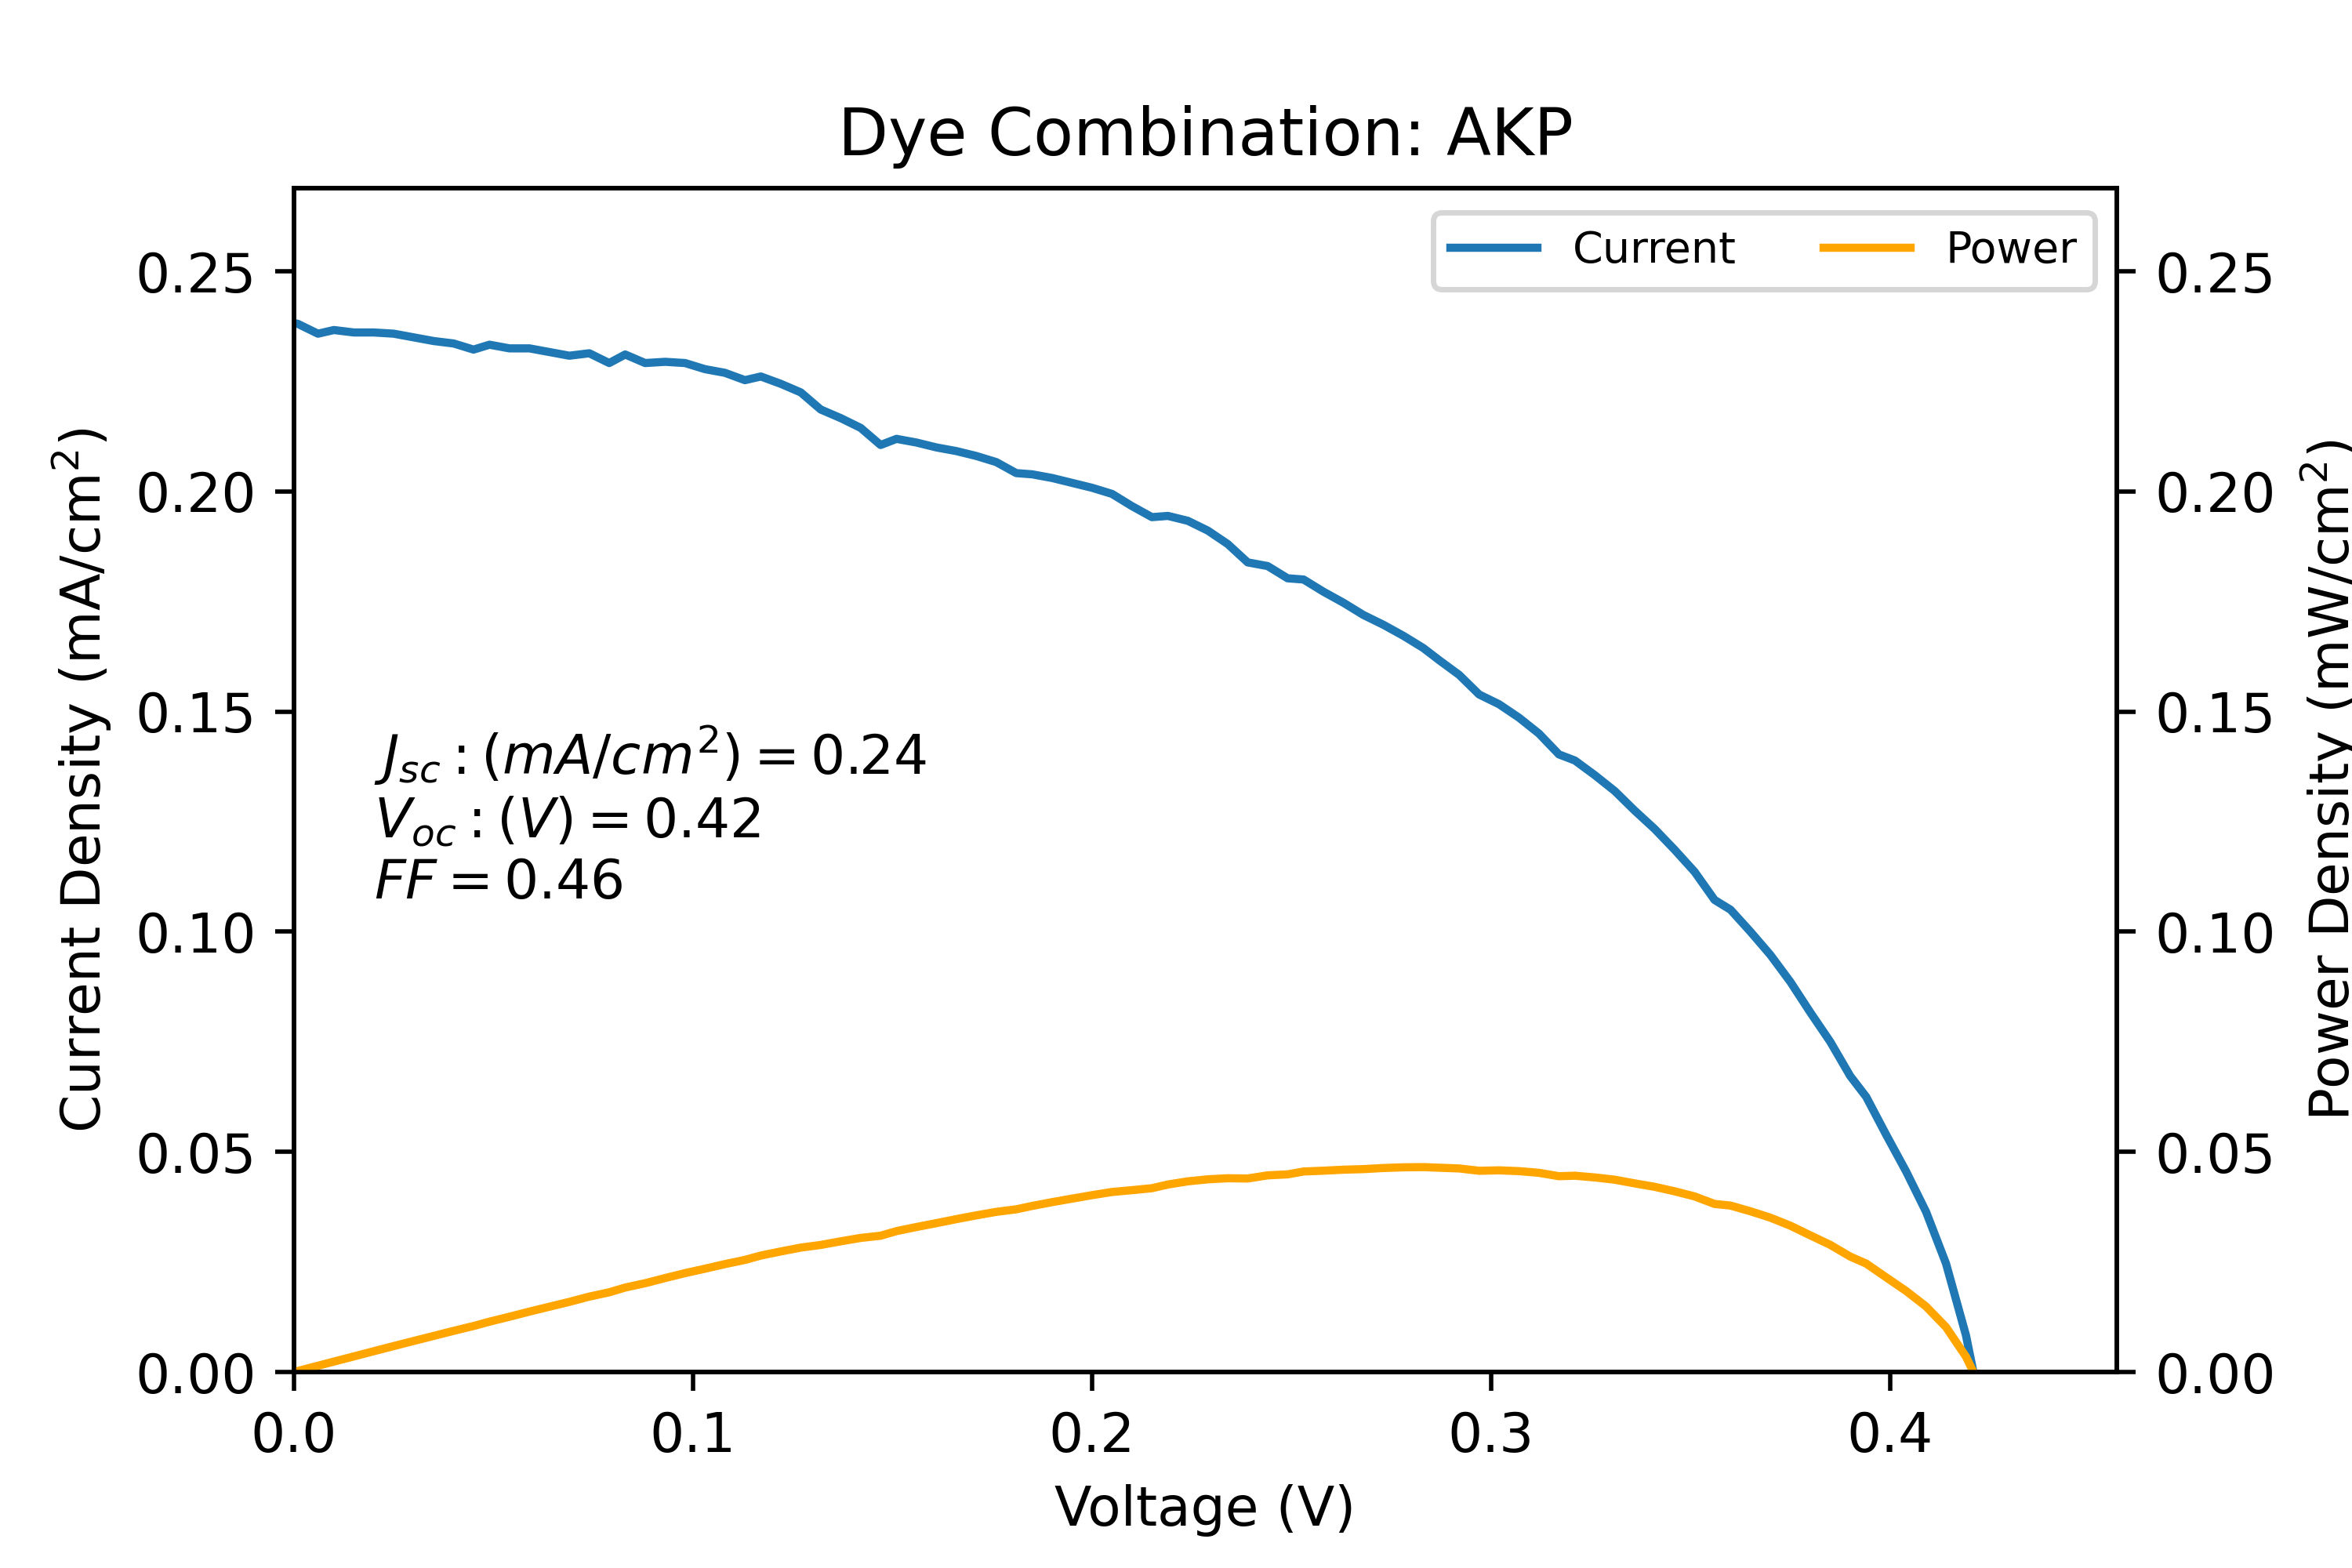 Dye Combination: AKP
Current
Power
Current Density (mA/cm²)
0.25
0.20
0.15
0.10
0.05
0.00
J_sc : (mA/cm²) = 0.24
V_oc : (V) = 0.42
FF = 0.46
0.25
0.20
0.15
0.10
0.05
0.00
Power Density (mW/cm²)
0.0
0.1
0.2
0.3
0.4
Voltage (V)